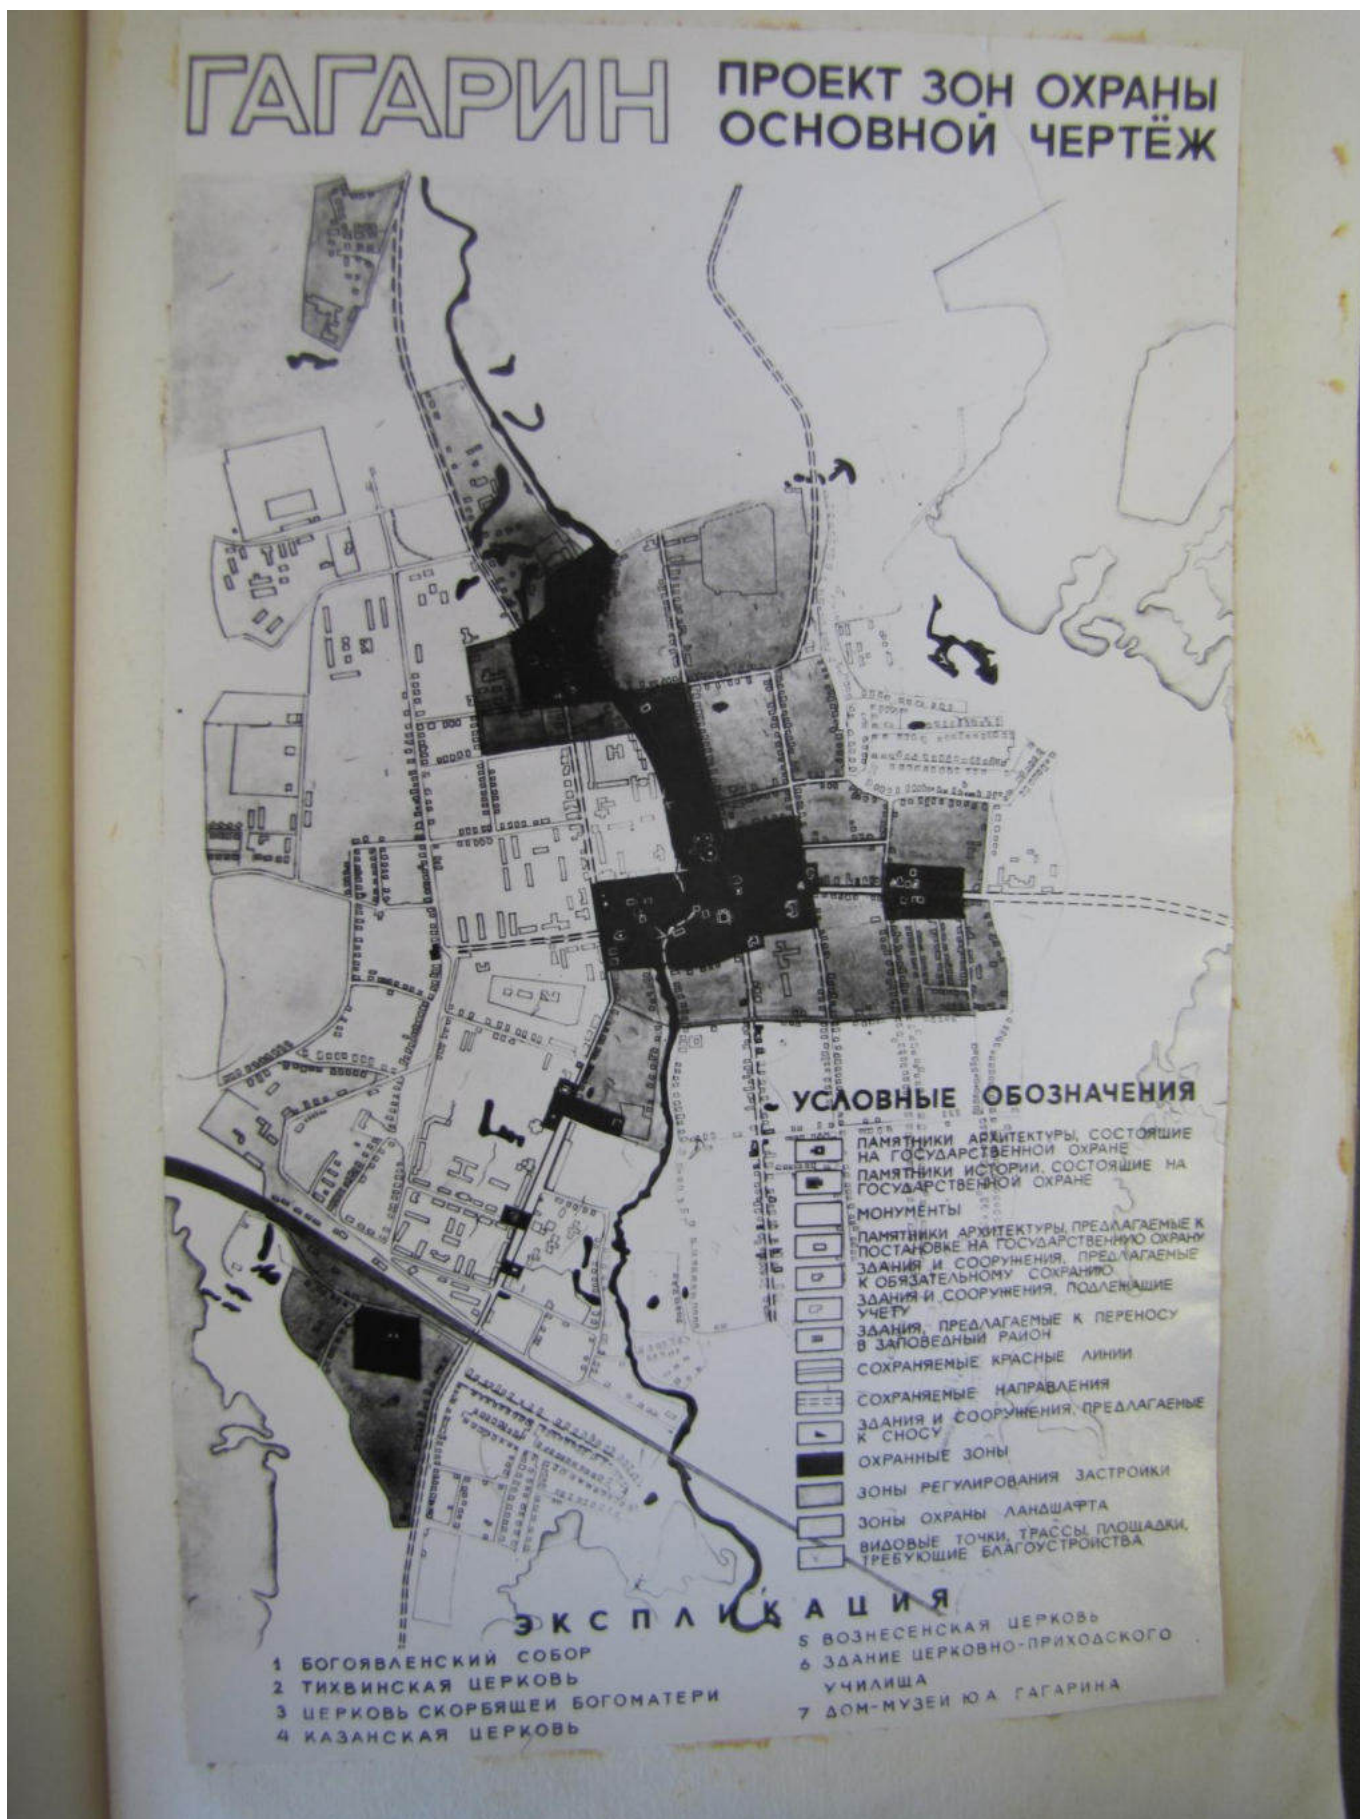 ГАГАРИН
ПРОЕКТ ЗОН ОХРАНЫ
ОСНОВНОЙ ЧЕРТЁЖ
УСЛОВНЫЕ ОБОЗНАЧЕНИЯ
ПАМЯТНИКИ АРХИТЕКТУРЫ, СОСТОЯЩИЕ
НА ГОСУДАРСТВЕННОЙ ОХРАНЕ
ПАМЯТНИКИ ИСТОРИИ, СОСТОЯЩИЕ НА
ГОСУДАРСТВЕННОЙ ОХРАНЕ
МОНУМЕНТЫ
ПАМЯТНИКИ АРХИТЕКТУРЫ, ПРЕДЛАГАЕМЫЕ К
ПОСТАНОВКЕ НА ГОСУДАРСТВЕННУЮ ОХРАНУ
ЗДАНИЯ И СООРУЖЕНИЯ, ПРЕДЛАГАЕМЫЕ
К ОБЯЗАТЕЛЬНОМУ СОХРАНИЮ
ЗДАНИЯ И СООРУЖЕНИЯ, ПОДЛЕЖАЩИЕ
УЧЕТУ
ЗДАНИЯ, ПРЕДЛАГАЕМЫЕ К ПЕРЕНОСУ
В ЗАПОВЕДНЫЙ РАЙОН
СОХРАНЯЕМЫЕ КРАСНЫЕ ЛИНИИ
СОХРАНЯЕМЫЕ НАПРАВЛЕНИЯ
ЗДАНИЯ И СООРУЖЕНИЯ, ПРЕДЛАГАЕМЫЕ
К СНОСУ
ОХРАННЫЕ ЗОНЫ
ЗОНЫ РЕГУЛИРОВАНИЯ ЗАСТРОЙКИ
ЗОНЫ ОХРАНЫ ЛАНДШАФТА
ВИДОВЫЕ ТОЧКИ, ТРАССЫ, ПЛОЩАДКИ,
ТРЕБУЮЩИЕ БЛАГОУСТРОЙСТВА
ЭКСПЛИКАЦИЯ
1 БОГОЯВЛЕНСКИЙ СОБОР
2 ТИХВИНСКАЯ ЦЕРКОВЬ
3 ЦЕРКОВЬ СКОРБЯЩЕЙ БОГОМАТЕРИ
4 КАЗАНСКАЯ ЦЕРКОВЬ
5 ВОЗНЕСЕНСКАЯ ЦЕРКОВЬ
6 ЗДАНИЕ ЦЕРКОВНО-ПРИХОДСКОГО
УЧИЛИЩА
7 ДОМ-МУЗЕЙ Ю.А ГАГАРИНА